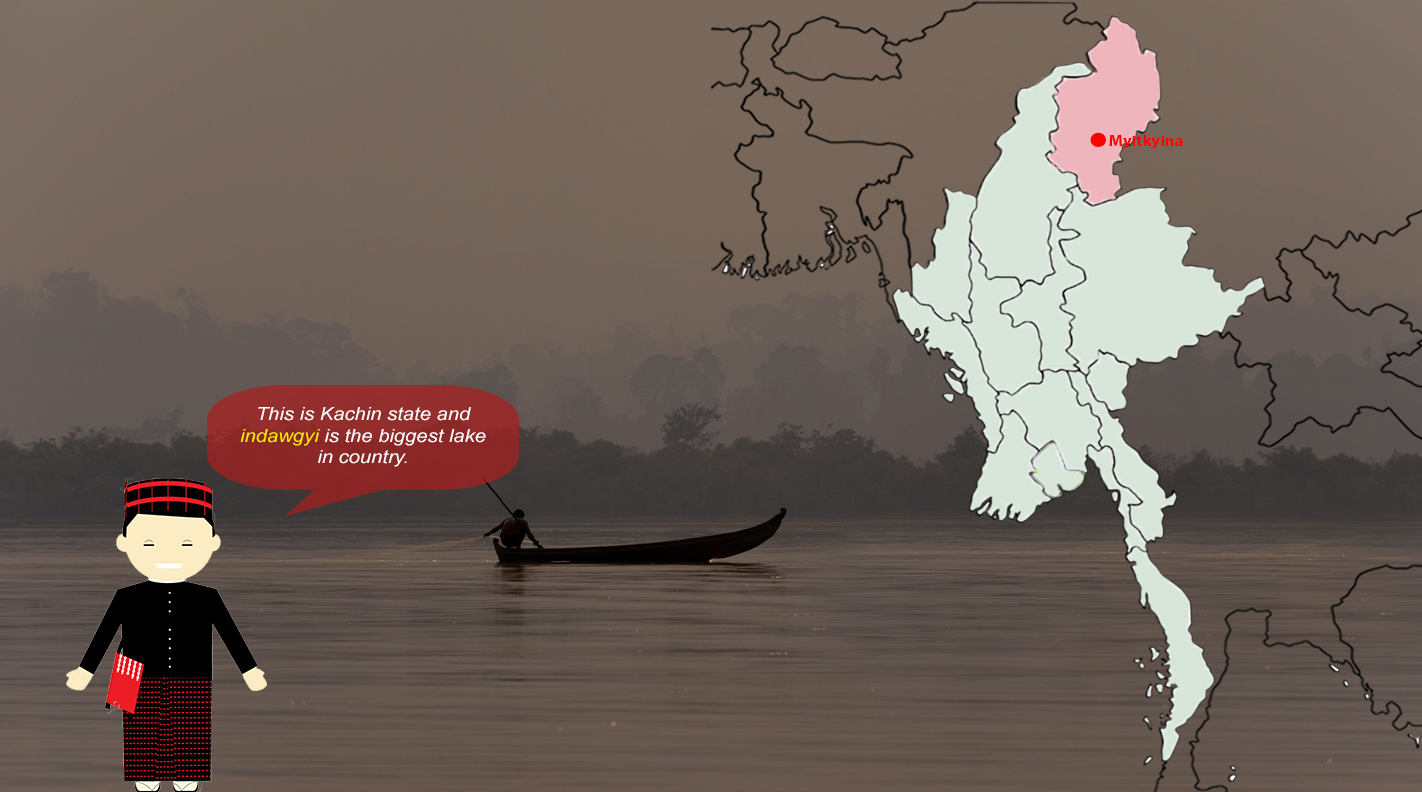 This is Kachin state and
indawgyi is the biggest lake
in country.
Myitkyina